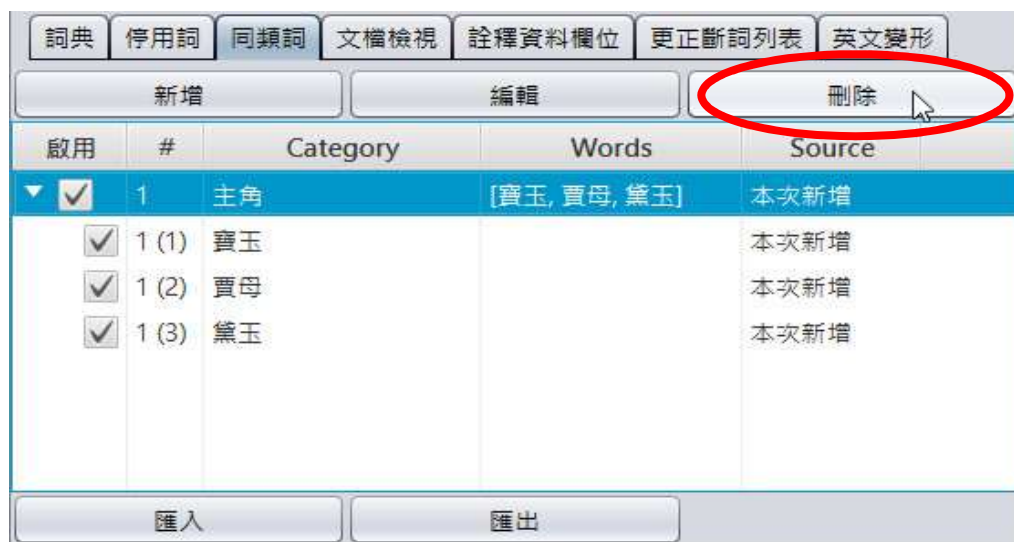 詞典 停用詞 同類詞 文檔檢視 詮釋資料欄位 更正斷詞列表 英文變形
新增 編輯 刪除
啟用 # Category Words Source
1 主角 [寶玉, 賈母, 黛玉] 本次新增
1 (1) 寶玉 本次新增
1 (2) 賈母 本次新增
1 (3) 黛玉 本次新增
匯入 匯出